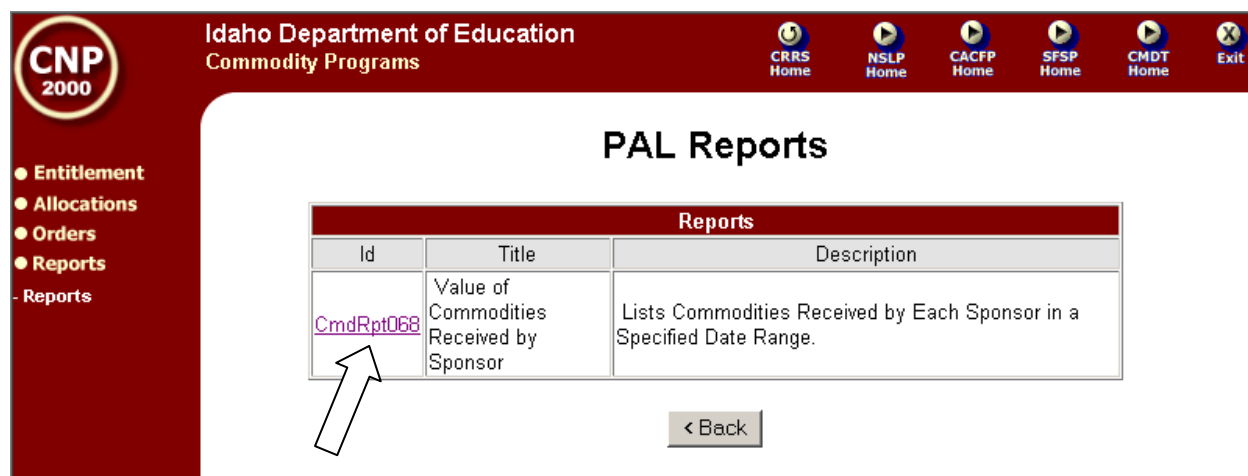 CNP
2000
Idaho Department of Education
Commodity Programs
CRRS
Home
NSLP
Home
CACFP
Home
SFSP
Home
CMDT
Home
X
Exit
Entitlement
Allocations
Orders
Reports
- Reports
PAL Reports
Reports
Id Title Description
CmdRpt068
Value of
Commodities
Received by
Sponsor
Lists Commodities Received by Each Sponsor in a
Specified Date Range.
< Back